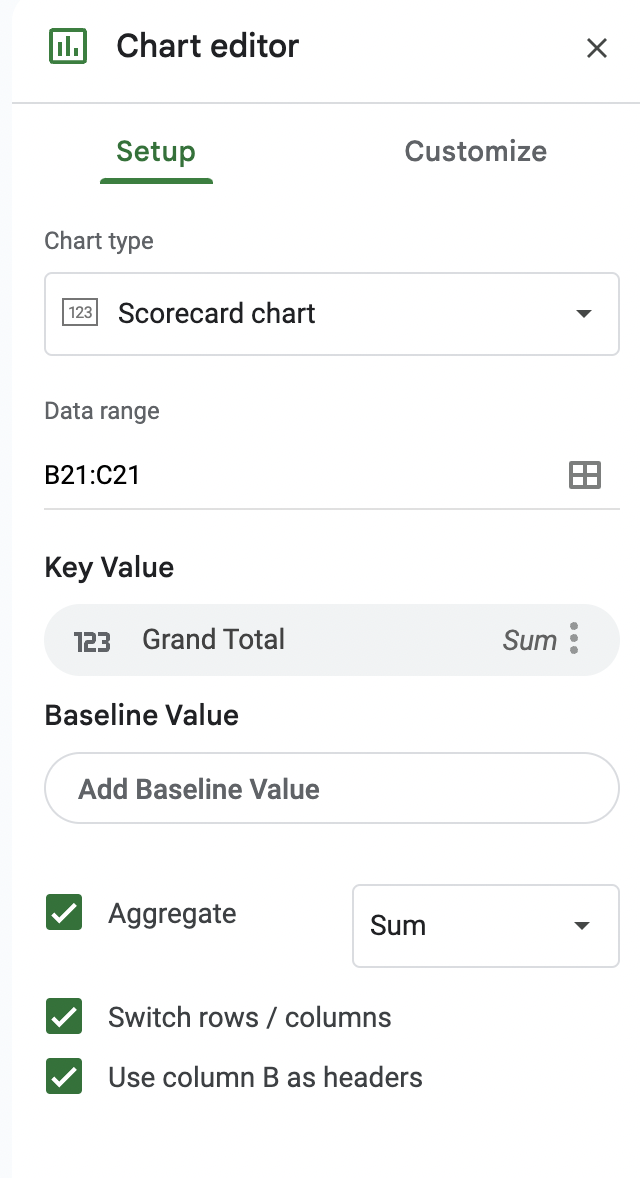 Chart editor
Setup Customize
Chart type
123 Scorecard chart
Data range
B21:C21
Key Value
123 Grand Total Sum
Baseline Value
Add Baseline Value
Aggregate Sum
Switch rows / columns
Use column B as headers